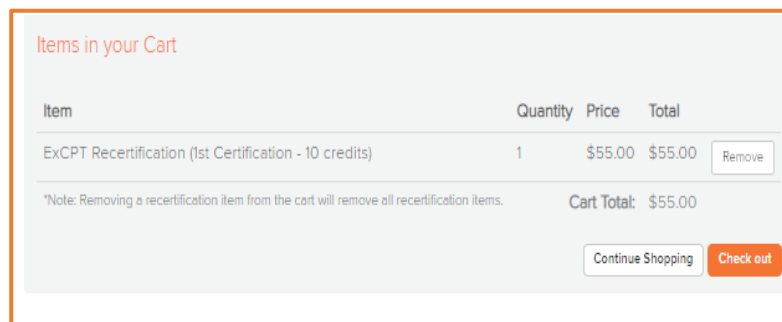 Items in your Cart
Item Quantity Price Total
ExCPT Recertification (1st Certification - 10 credits) 1 $55.00 $55.00 Remove
*Note: Removing a recertification item from the cart will remove all recertification items. Cart Total: $55.00
Continue Shopping Check out